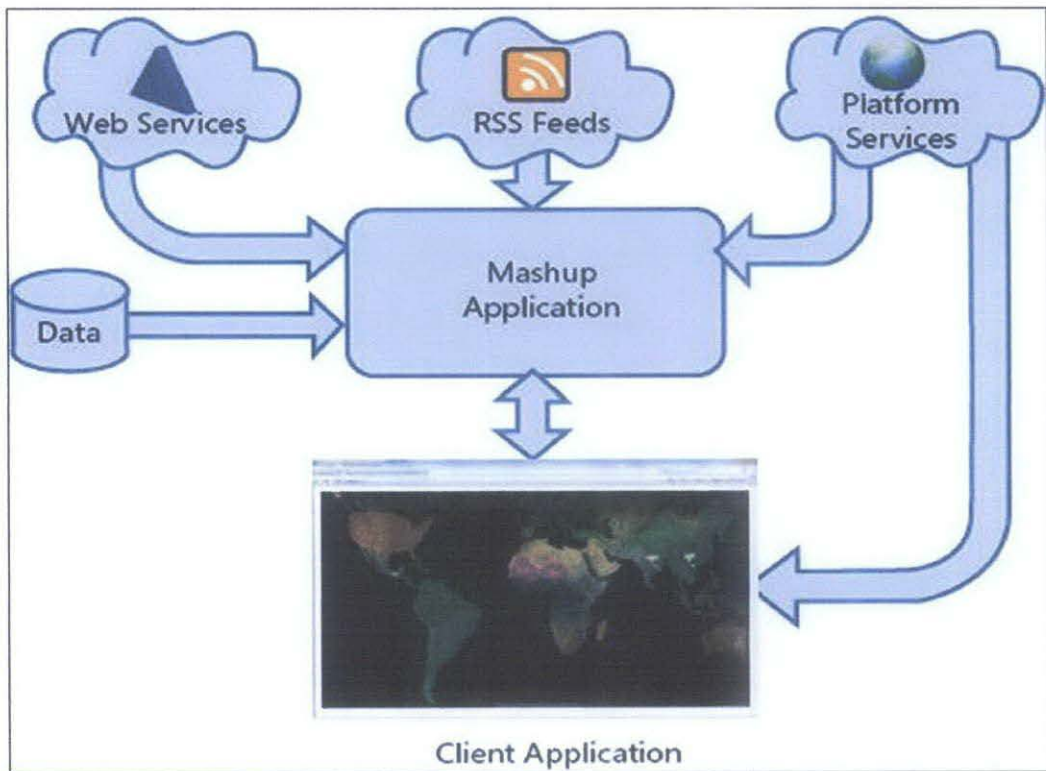 Web Services
RSS Feeds
Platform
Services
Mashup
Application
Data
Client Application